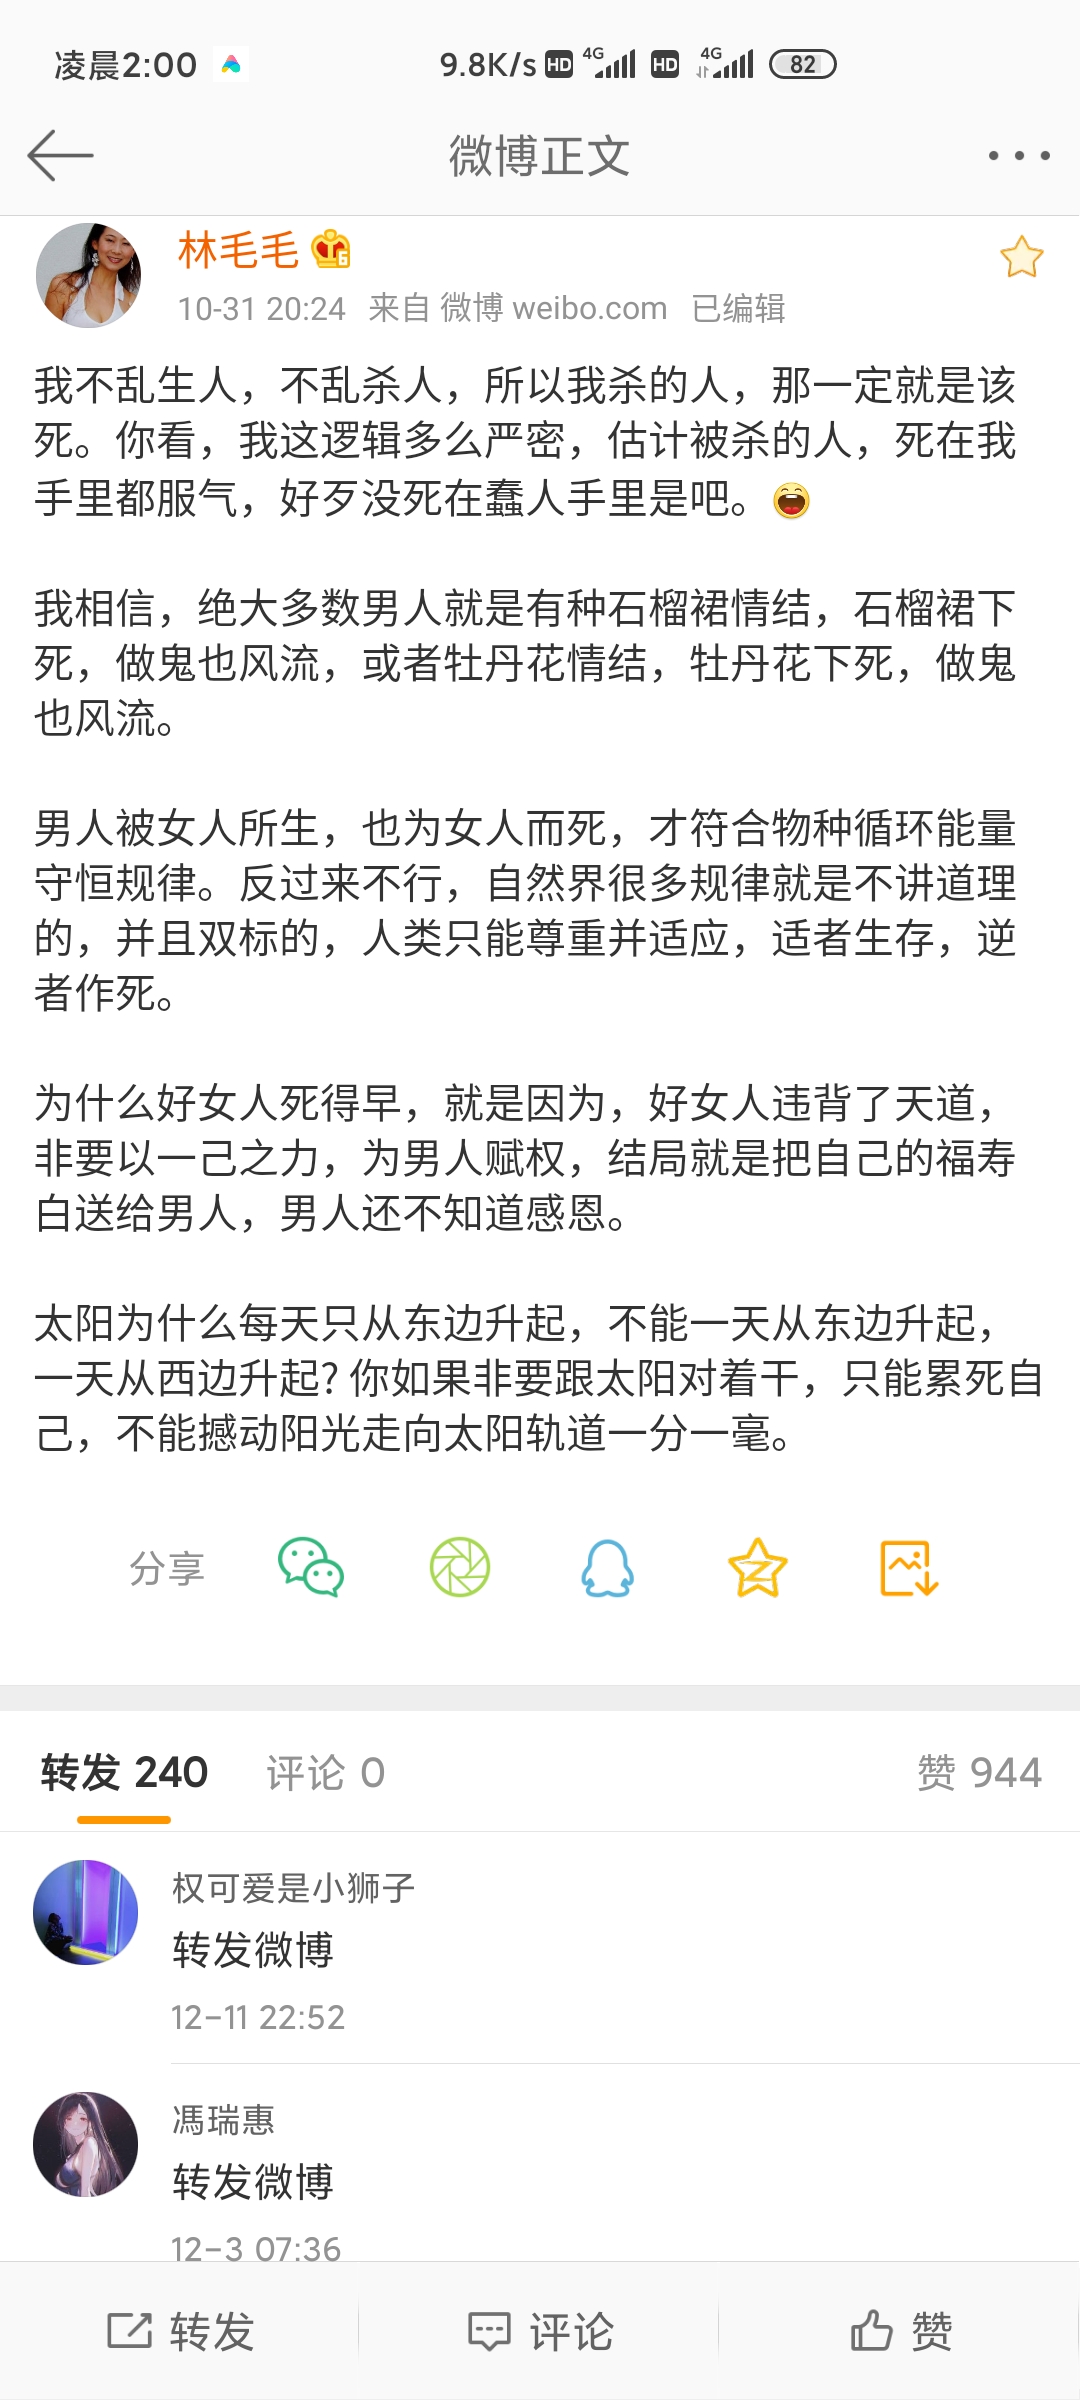 凌晨2:00 9.8K/s HD 4G HD 4G 82
微博正文
林毛毛 6
10-31 20:24 来自 微博 weibo.com 已编辑
我不乱生人，不乱杀人，所以我杀的人，那一定就是该
死。你看，我这逻辑多么严密，估计被杀的人，死在我
手里都服气，好歹没死在蠢人手里是吧。
我相信，绝大多数男人就是有种石榴裙情结，石榴裙下
死，做鬼也风流，或者牡丹花情结，牡丹花下死，做鬼
也风流。
男人被女人所生，也为女人而死，才符合物种循环能量
守恒规律。反过来不行，自然界很多规律就是不讲道理
的，并且双标的，人类只能尊重并适应，适者生存，逆
者作死。
为什么好女人死得早，就是因为，好女人违背了天道，
非要以一己之力，为男人赋权，结局就是把自己的福寿
白送给男人，男人还不知道感恩。
太阳为什么每天只从东边升起，不能一天从东边升起，
一天从西边升起? 你如果非要跟太阳对着干，只能累死自
己，不能撼动阳光走向太阳轨道一分一毫。
分享
转发 240 评论 0 赞 944
权可爱是小狮子
转发微博
12-11 22:52
馮瑞惠
转发微博
12-3 07:36
转发 评论 赞